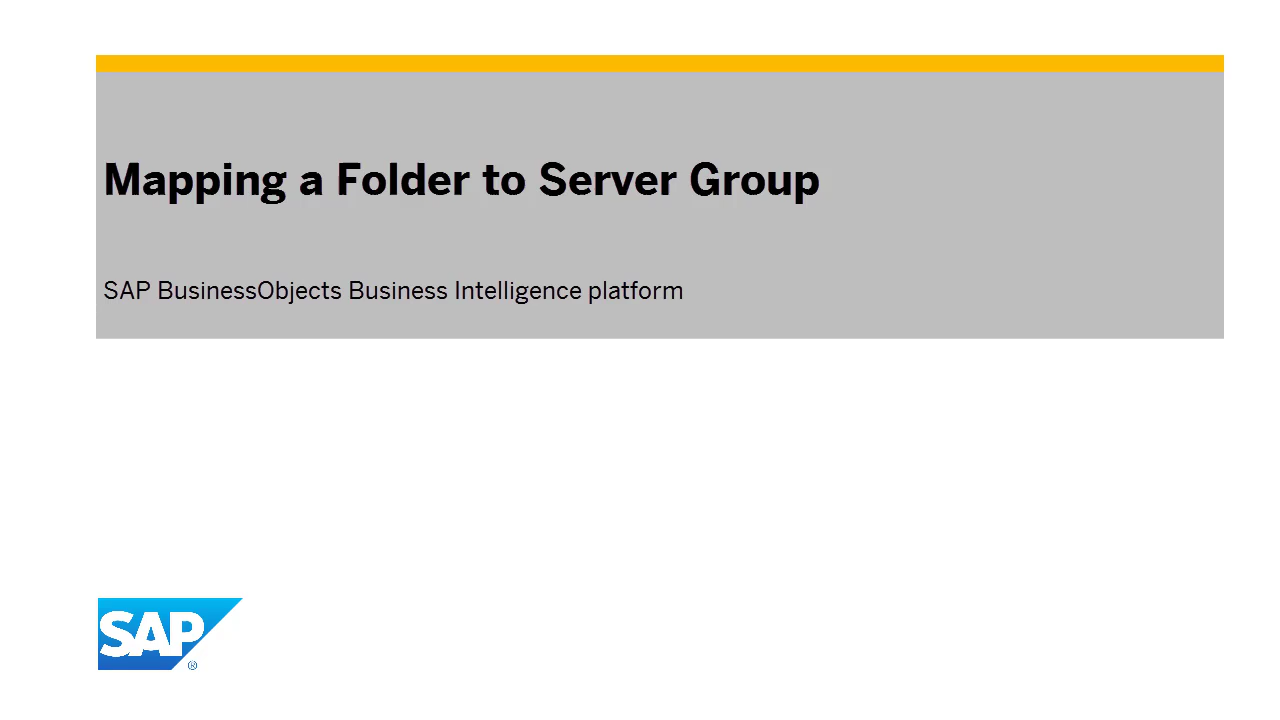 Mapping a Folder to Server Group
SAP BusinessObjects Business Intelligence platform
SAP®